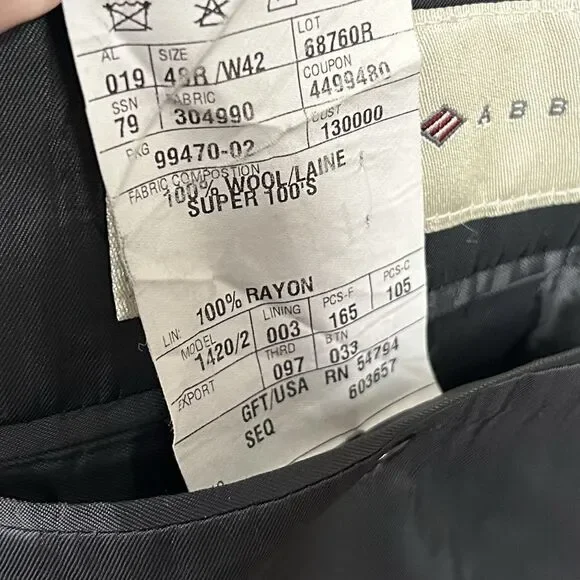 AL SIZE LOT
019 48R /W42 68760R
SSN FABRIC COUPON
79 304990 4499480
PKG 99470-02 CUST 130000
FABRIC COMPOSTION
100% WOOL/LAINE
SUPER 100'S
LIN: 100% RAYON
MODEL LINING PCS-F PCS-C
1420/2 003 165 105
EXPORT THRD BTN
097 033
GFT/USA RN 54794
SEQ 603657
A B B